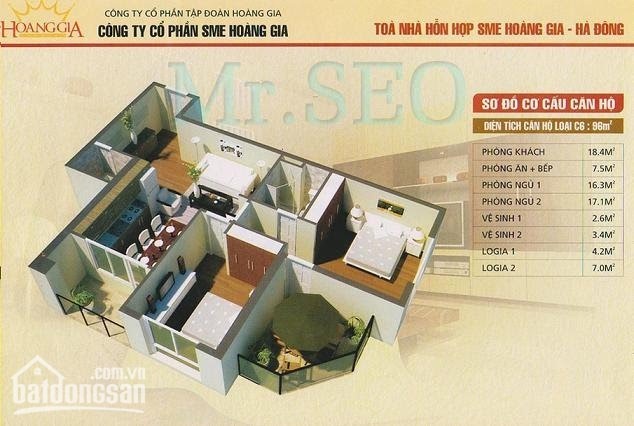 HOANGGIA
CÔNG TY CỔ PHẦN TẬP ĐOÀN HOÀNG GIA
CÔNG TY CỔ PHẦN SME HOÀNG GIA
TOÀ NHÀ HỖN HỢP SME HOÀNG GIA - HÀ ĐÔNG
Mr.SEO
SƠ ĐỒ CƠ CẤU CĂN HỘ
DIỆN TÍCH CĂN HỘ LOẠI C6 : 96m²
PHÒNG KHÁCH 18.4M²
PHÒNG ĂN + BẾP 7.5M²
PHÒNG NGỦ 1 16.3M²
PHÒNG NGỦ 2 17.1M²
VỆ SINH 1 2.6M²
VỆ SINH 2 3.4M²
LOGIA 1 4.2M²
LOGIA 2 7.0M²
.com.vn
batdongsan